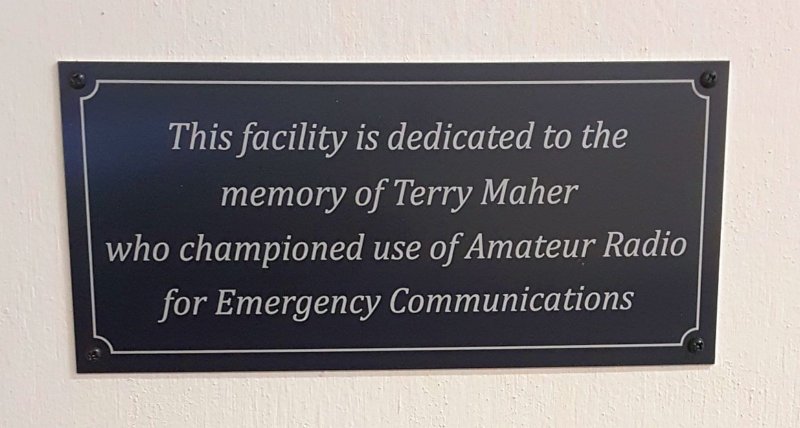 This facility is dedicated to the
memory of Terry Maher
who championed use of Amateur Radio
for Emergency Communications